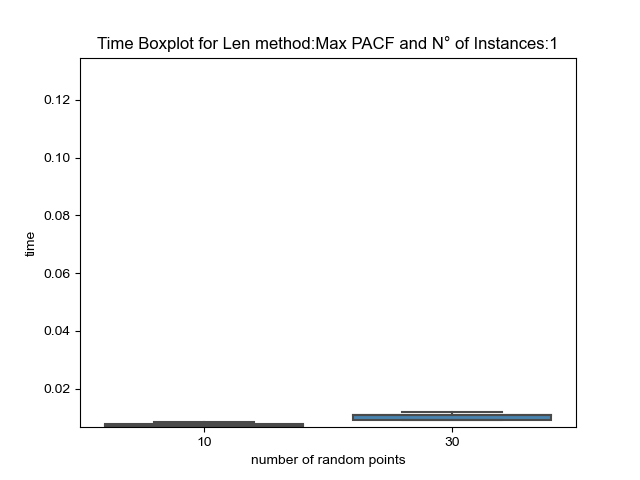 Time Boxplot for Len method:Max PACF and N° of Instances:1
0.12
0.10
0.08
0.06
0.04
0.02
time
10 30
number of random points